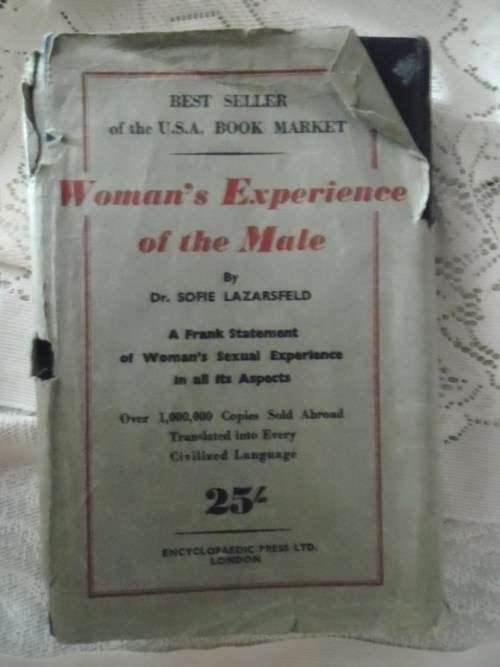 BEST SELLER
of the U.S.A. BOOK MARKET
Woman's Experience
of the Male
By
Dr. SOFIE LAZARSFELD
A Frank Statement
of Woman's Sexual Experience
in all its Aspects
Over 1,000,000 Copies Sold Abroad
Translated into Every
Civilized Language
25/-
ENCYCLOPAEDIC PRESS LTD.
LONDON